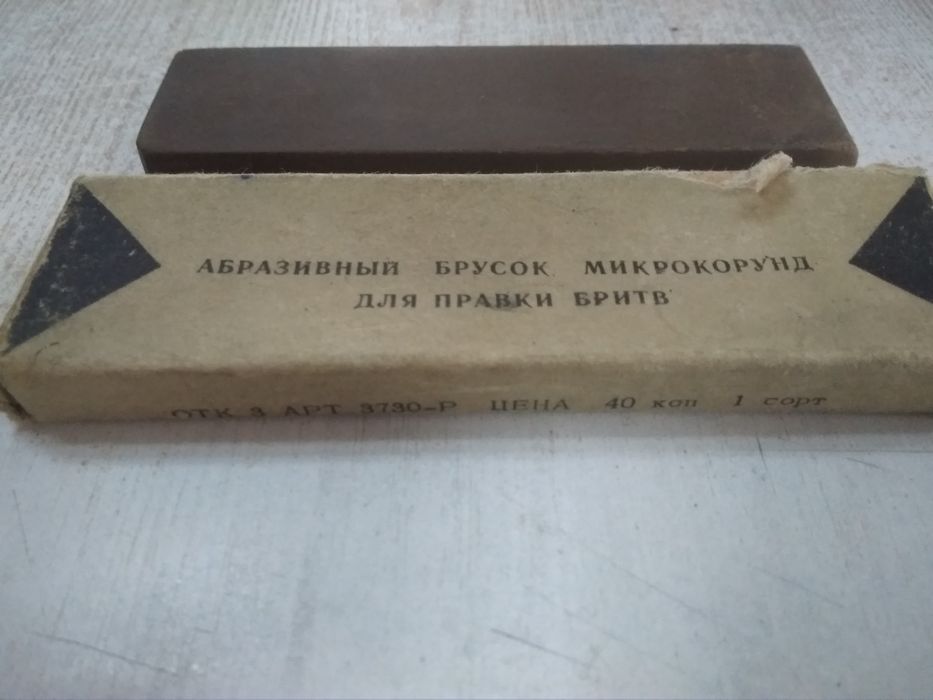 АБРАЗИВНЫЙ БРУСОК МИКРОКОРУНД
ДЛЯ ПРАВКИ БРИТВ
ОТК 3 АРТ 3730-Р ЦЕНА 40 коп 1 сорт